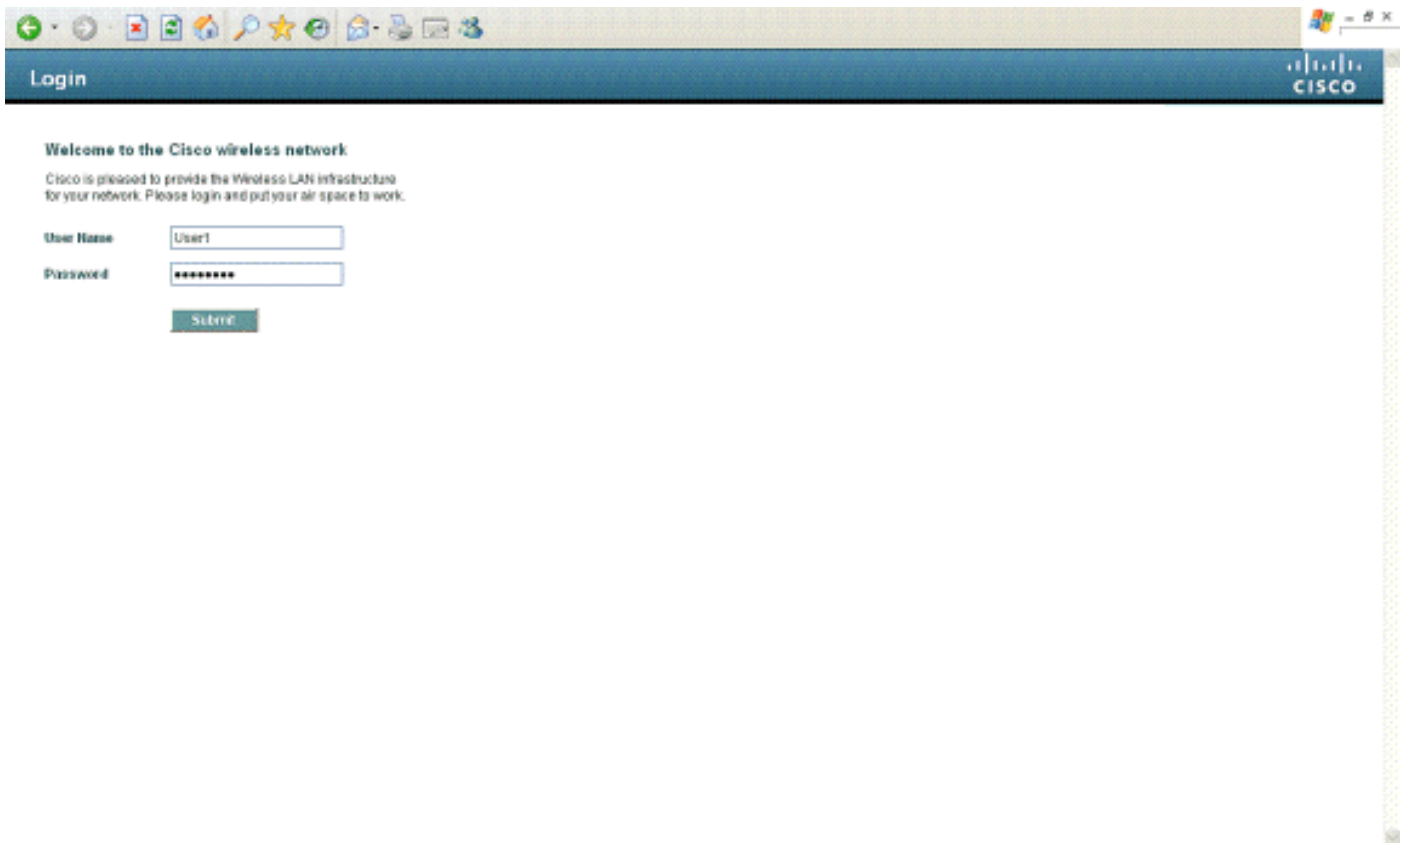 Login
CISCO
Welcome to the Cisco wireless network
Cisco is pleased to provide the Wireless LAN infrastructure
for your network. Please login and put your air space to work.
User Name User1
Password ••••••••
Submit